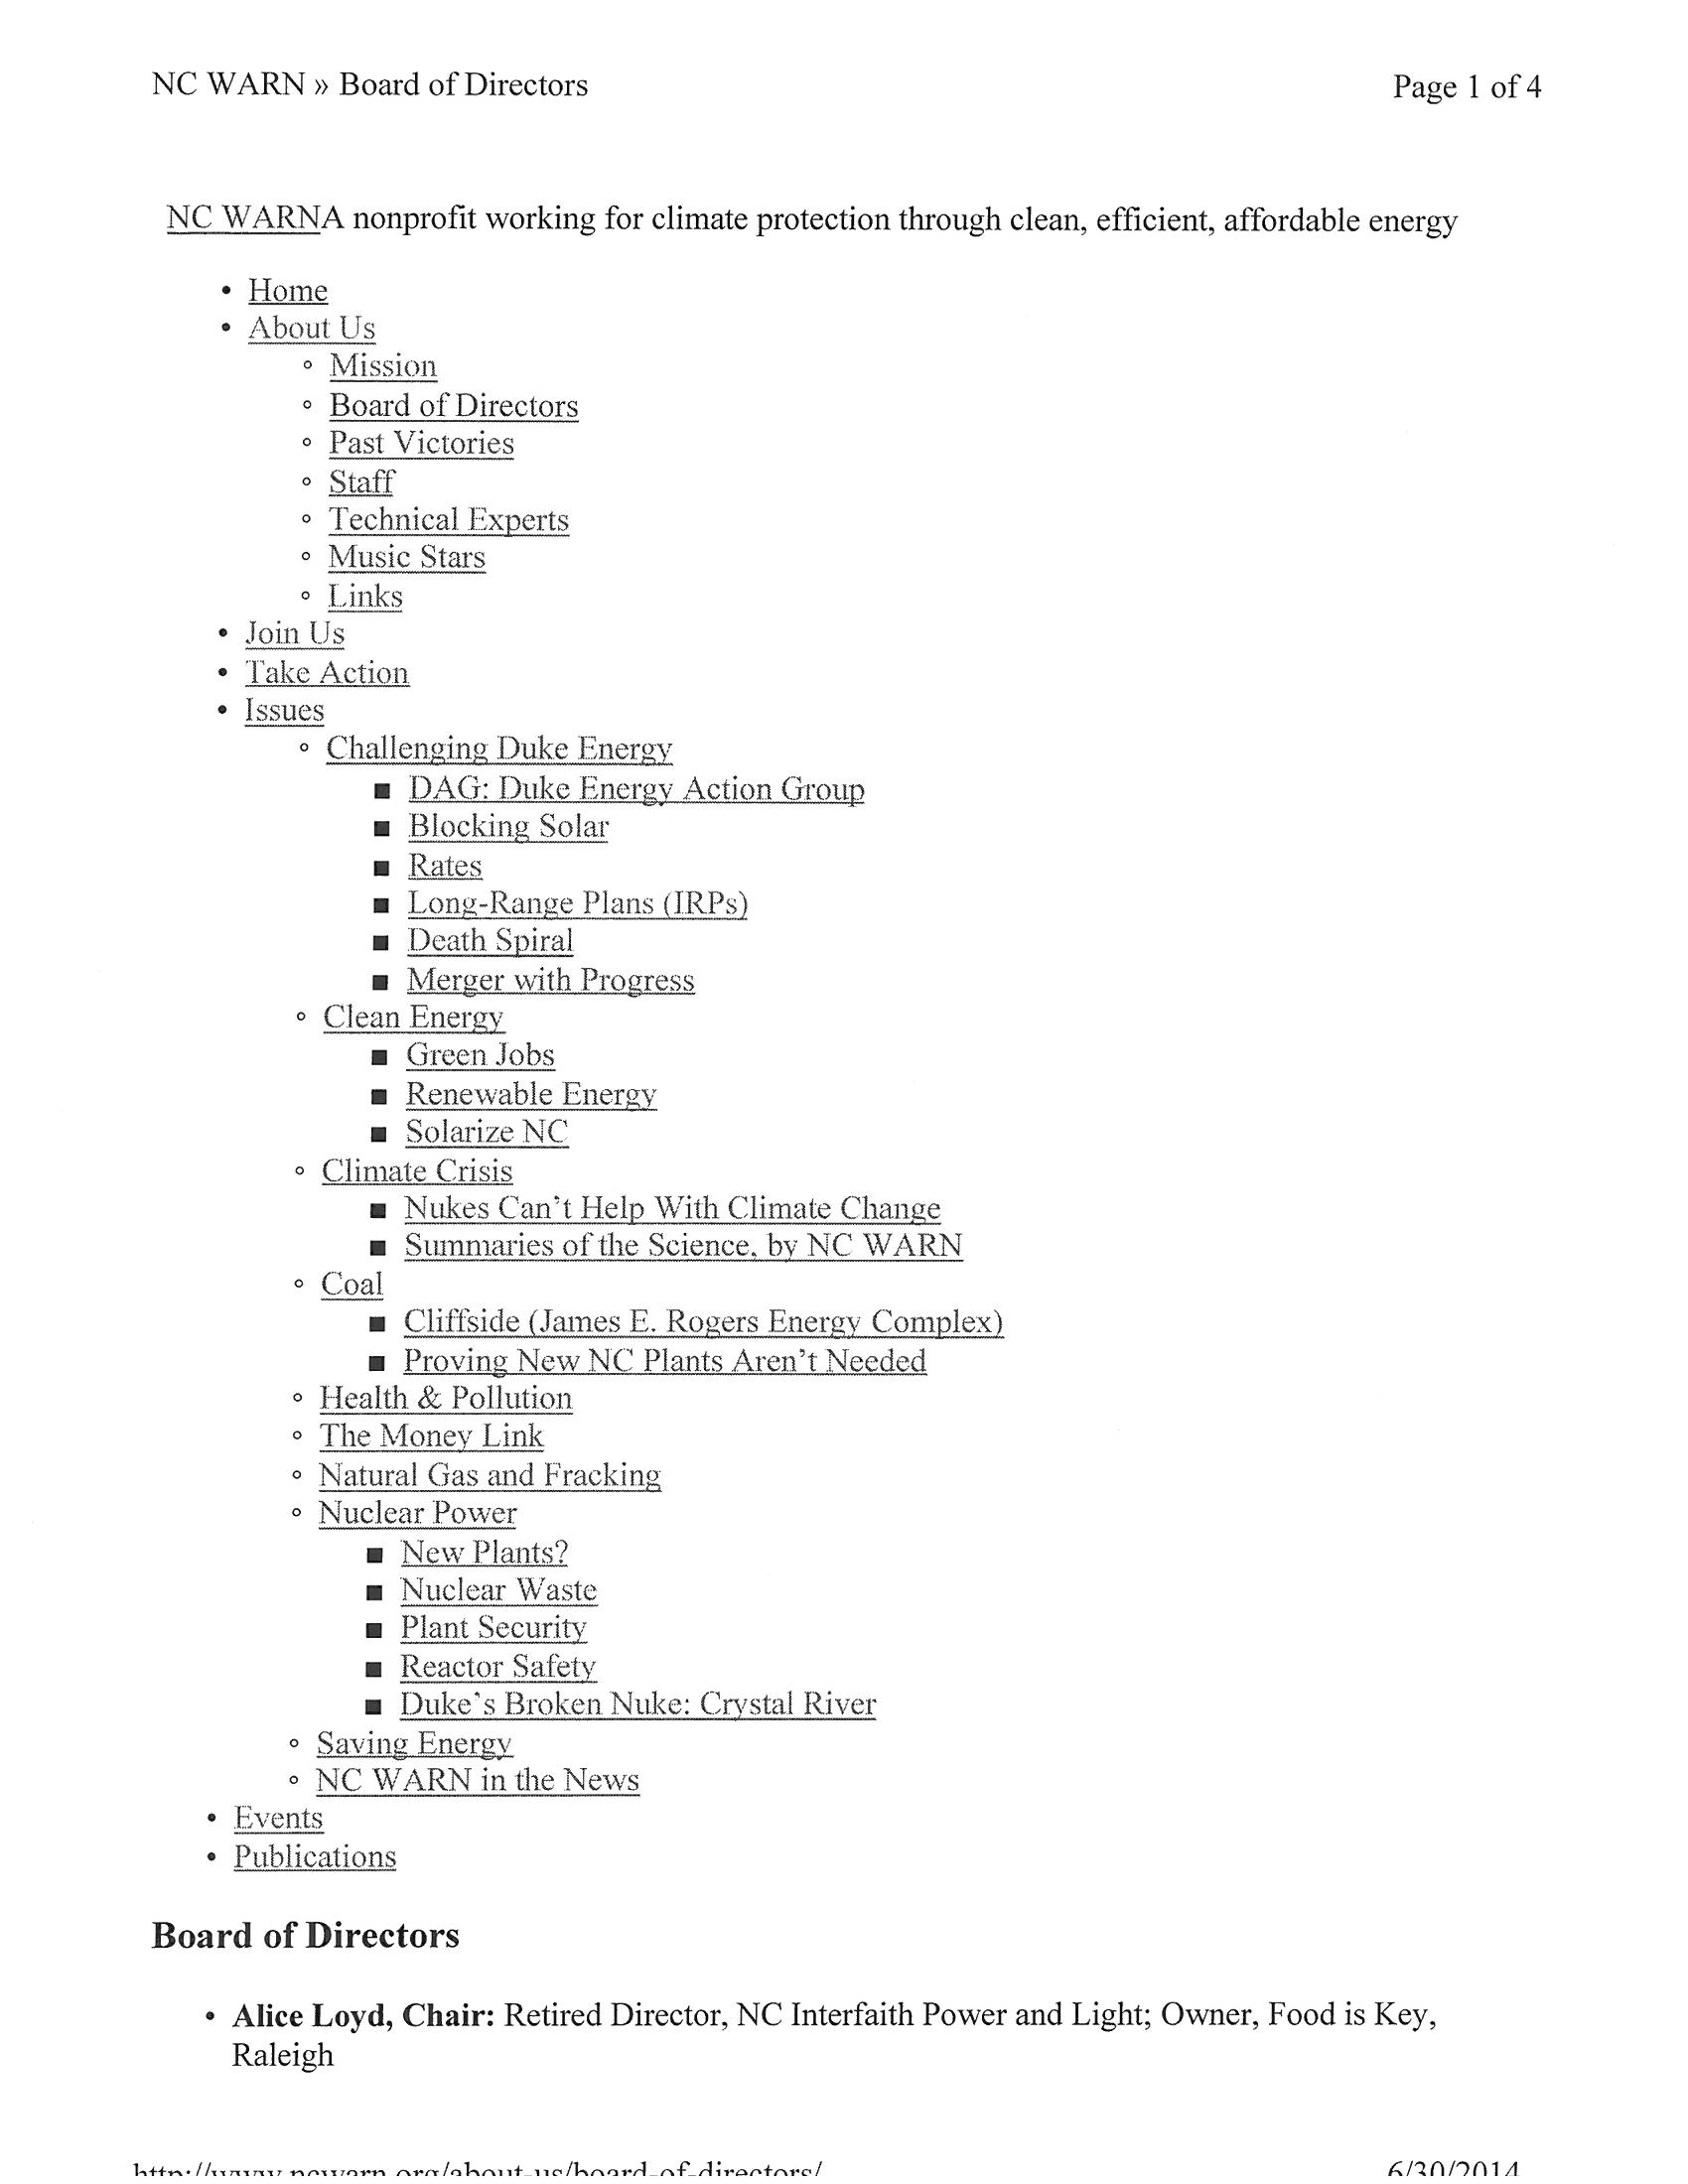 NC WARN » Board of Directors
Page 1 of 4
NC WARNA nonprofit working for climate protection through clean, efficient, affordable energy
• Home
• About Us
◦ Mission
◦ Board of Directors
◦ Past Victories
◦ Staff
◦ Technical Experts
◦ Music Stars
◦ Links
• Join Us
• Take Action
• Issues
◦ Challenging Duke Energy
■ DAG: Duke Energy Action Group
■ Blocking Solar
■ Rates
■ Long-Range Plans (IRPs)
■ Death Spiral
■ Merger with Progress
◦ Clean Energy
■ Green Jobs
■ Renewable Energy
■ Solarize NC
◦ Climate Crisis
■ Nukes Can't Help With Climate Change
■ Summaries of the Science, by NC WARN
◦ Coal
■ Cliffside (James E. Rogers Energy Complex)
■ Proving New NC Plants Aren't Needed
◦ Health & Pollution
◦ The Money Link
◦ Natural Gas and Fracking
◦ Nuclear Power
■ New Plants?
■ Nuclear Waste
■ Plant Security
■ Reactor Safety
■ Duke's Broken Nuke: Crystal River
◦ Saving Energy
◦ NC WARN in the News
• Events
• Publications
Board of Directors
• Alice Loyd, Chair: Retired Director, NC Interfaith Power and Light; Owner, Food is Key,
Raleigh
http://www.ncwarn.org/about-us/board-of-directors/
6/30/2014